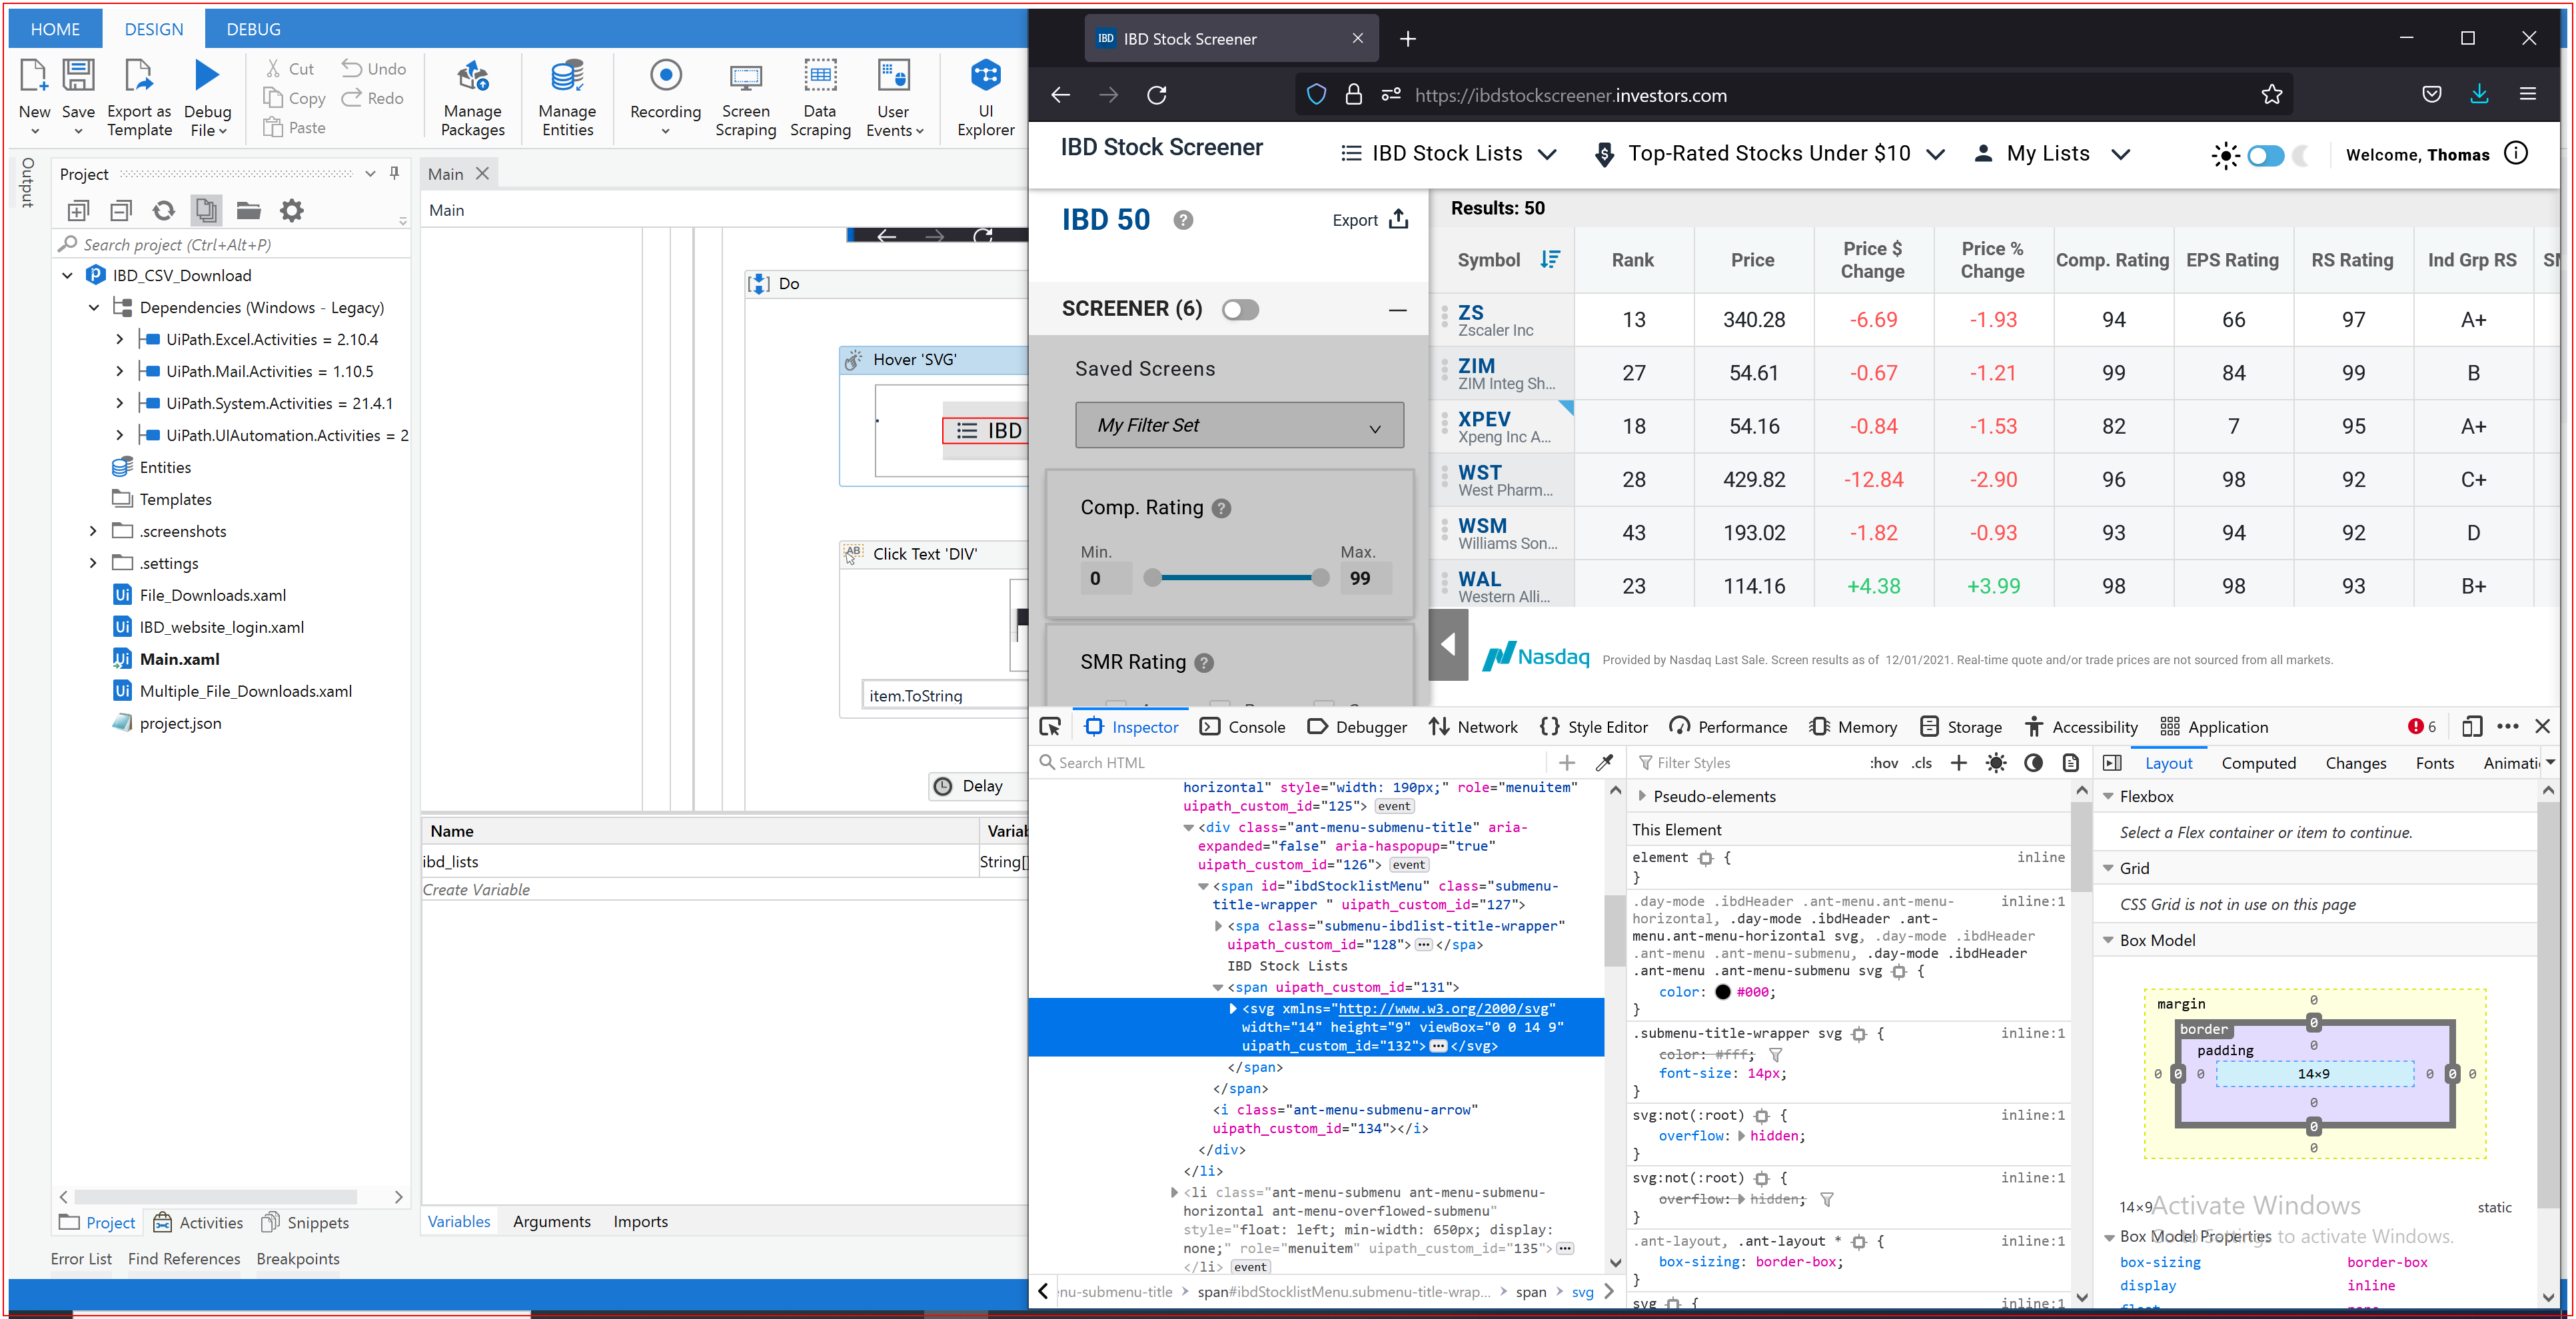 HOME DESIGN DEBUG
New Save Export as Template Debug File Cut Copy Paste Undo Redo Manage Packages Manage Entities Recording Screen Scraping Data Scraping User Events UI Explorer
Output
Project
Search project (Ctrl+Alt+P)
IBD_CSV_Download
Dependencies (Windows - Legacy)
UiPath.Excel.Activities = 2.10.4
UiPath.Mail.Activities = 1.10.5
UiPath.System.Activities = 21.4.1
UiPath.UIAutomation.Activities = 2
Entities
Templates
.screenshots
.settings
File_Downloads.xaml
IBD_website_login.xaml
Main.xaml
Multiple_File_Downloads.xaml
project.json
Project Activities Snippets
Error List Find References Breakpoints
Main
Main
Do
Hover 'SVG'
IBD
Click Text 'DIV'
item.ToString
Delay
Name Variab
ibd_lists String[]
Create Variable
Variables Arguments Imports
IBD IBD Stock Screener
https://ibdstockscreener.investors.com
IBD Stock Screener IBD Stock Lists Top-Rated Stocks Under $10 My Lists Welcome, Thomas
IBD 50 Export
SCREENER (6)
Saved Screens
My Filter Set
Comp. Rating
Min. Max.
0 99
SMR Rating
Results: 50
Symbol Rank Price Price $ Change Price % Change Comp. Rating EPS Rating RS Rating Ind Grp RS SM
ZS Zscaler Inc 13 340.28 -6.69 -1.93 94 66 97 A+
ZIM ZIM Integ Sh... 27 54.61 -0.67 -1.21 99 84 99 B
XPEV Xpeng Inc A... 18 54.16 -0.84 -1.53 82 7 95 A+
WST West Pharm... 28 429.82 -12.84 -2.90 96 98 92 C+
WSM Williams Son... 43 193.02 -1.82 -0.93 93 94 92 D
WAL Western Alli... 23 114.16 +4.38 +3.99 98 98 93 B+
Nasdaq Provided by Nasdaq Last Sale. Screen results as of 12/01/2021. Real-time quote and/or trade prices are not sourced from all markets.
Inspector Console Debugger Network Style Editor Performance Memory Storage Accessibility Application 6
Search HTML
horizontal" style="width: 190px;" role="menuitem"
uipath_custom_id="125"> event
<div class="ant-menu-submenu-title" aria-
expanded="false" aria-haspopup="true"
uipath_custom_id="126"> event
<span id="ibdStocklistMenu" class="submenu-
title-wrapper " uipath_custom_id="127">
<spa class="submenu-ibdlist-title-wrapper"
uipath_custom_id="128"> </spa>
IBD Stock Lists
<span uipath_custom_id="131">
<svg xmlns="http://www.w3.org/2000/svg"
width="14" height="9" viewBox="0 0 14 9"
uipath_custom_id="132"> </svg>
</span>
</span>
<i class="ant-menu-submenu-arrow"
uipath_custom_id="134"></i>
</div>
</li>
<li class="ant-menu-submenu ant-menu-submenu-
horizontal ant-menu-overflowed-submenu"
style="float: left; min-width: 650px; display:
none;" role="menuitem" uipath_custom_id="135">
</li> event
nu-submenu-title > span#ibdStocklistMenu.submenu-title-wrap... > span > svg
Filter Styles :hov .cls
Pseudo-elements
This Element
element { inline
}
.day-mode .ibdHeader .ant-menu.ant-menu- inline:1
horizontal, .day-mode .ibdHeader .ant-
menu.ant-menu-horizontal svg, .day-mode .ibdHeader
.ant-menu .ant-menu-submenu, .day-mode .ibdHeader
.ant-menu .ant-menu-submenu svg {
color: #000;
}
.submenu-title-wrapper svg { inline:1
color: #fff;
font-size: 14px;
}
svg:not(:root) { inline:1
overflow: hidden;
}
svg:not(:root) { inline:1
overflow: hidden;
}
.ant-layout, .ant-layout * { inline:1
box-sizing: border-box;
}
svg { inline:1
Layout Computed Changes Fonts Animati
Flexbox
Select a Flex container or item to continue.
Grid
CSS Grid is not in use on this page
Box Model
margin 0
border 0
padding 0
0 0 0 14×9 0 0 0
0
0
0
14×9 static
Activate Windows
Go to Settings to activate Windows.
Box Model Properties
box-sizing border-box
display inline